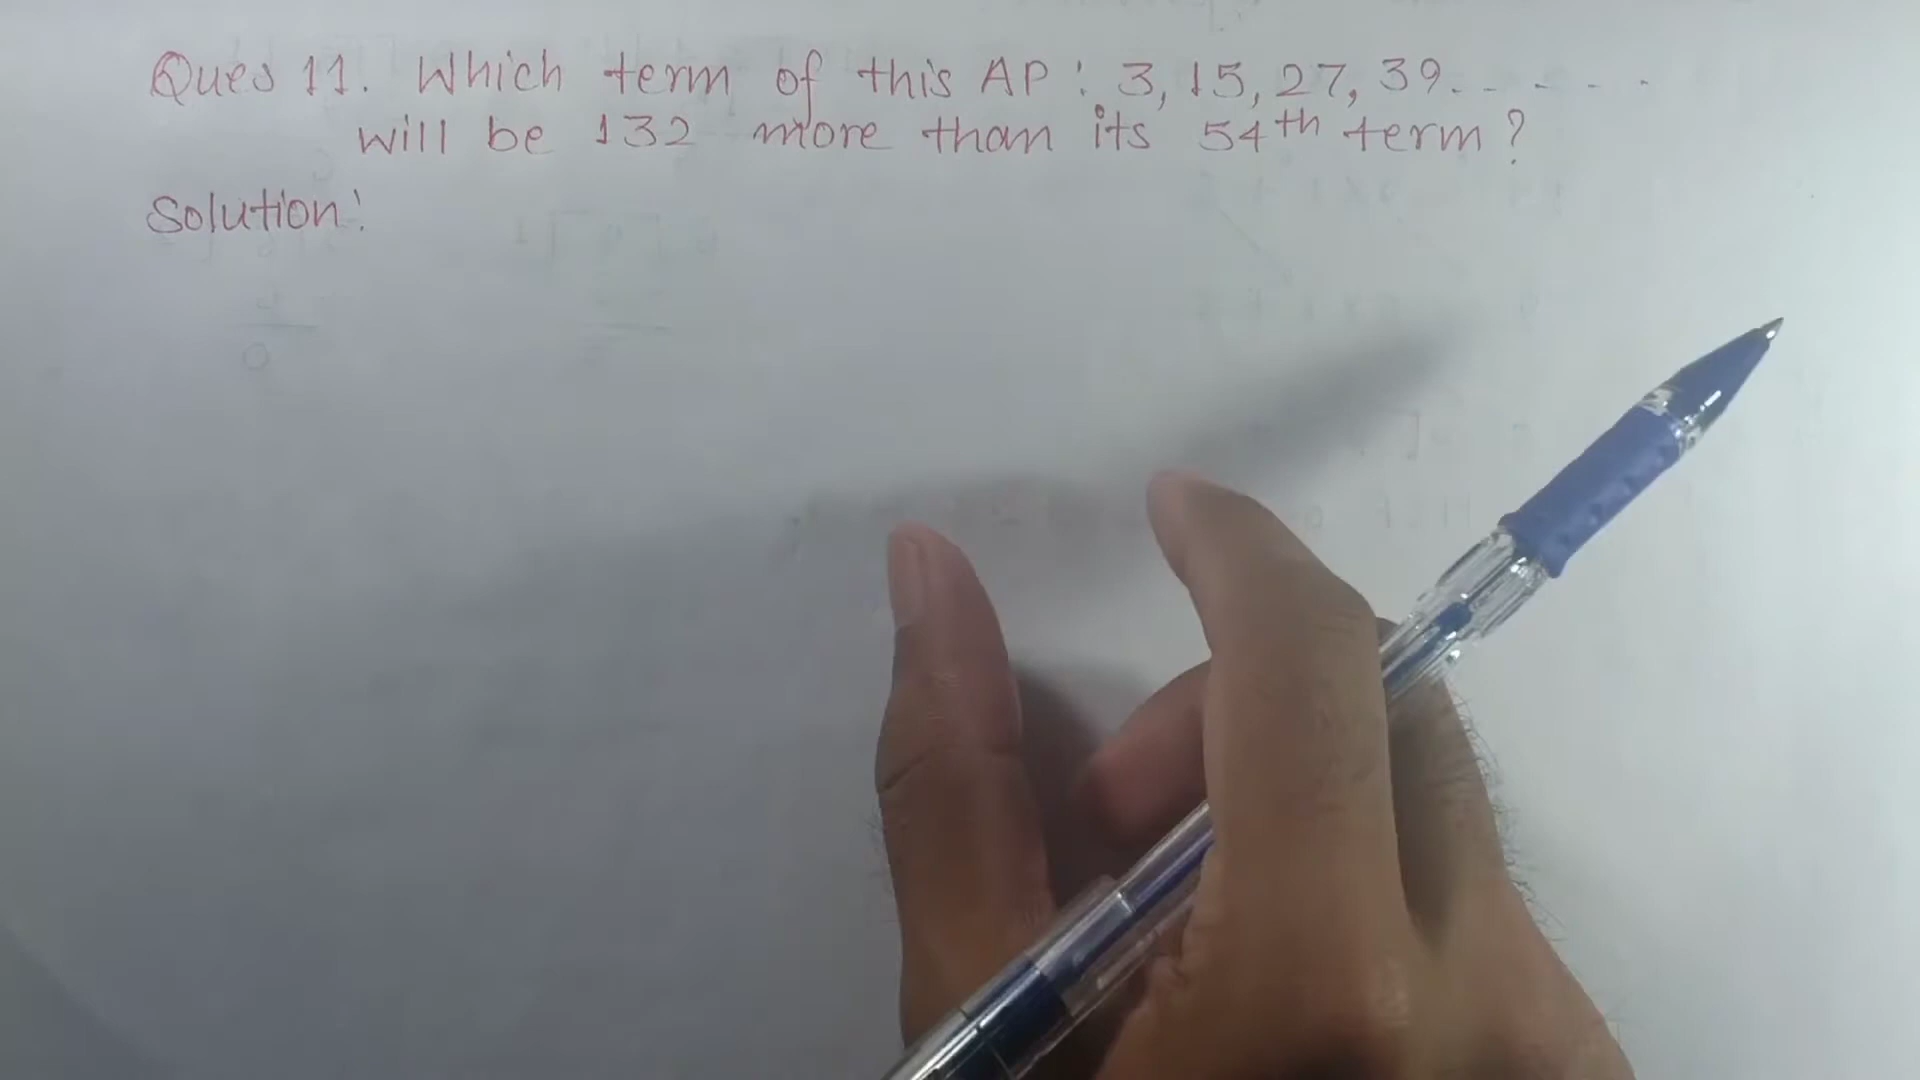 Ques 11. Which term of this AP: 3, 15, 27, 39......
will be 132 more than its 54th term?
Solution: